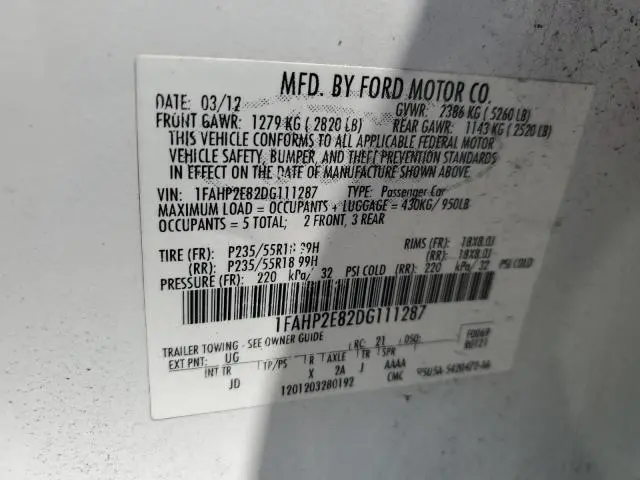 MFD. BY FORD MOTOR CO.
DATE: 03/12 GVWR: 2386 KG ( 5260 LB)
FRONT GAWR: 1279 KG ( 2820 LB) REAR GAWR: 1143 KG ( 2520 LB)
THIS VEHICLE CONFORMS TO ALL APPLICABLE FEDERAL MOTOR
VEHICLE SAFETY, BUMPER, AND THEFT PREVENTION STANDARDS
IN EFFECT ON THE DATE OF MANUFACTURE SHOWN ABOVE.
VIN: 1FAHP2E82DG111287 TYPE: Passenger Car
MAXIMUM LOAD = OCCUPANTS + LUGGAGE = 430KG/ 950LB
OCCUPANTS = 5 TOTAL; 2 FRONT, 3 REAR
TIRE (FR): P235/55R18 99H RIMS (FR): 18X8.0J
(RR): P235/55R18 99H (RR): 18X8.0J
PRESSURE (FR): 220 kPa/ 32 PSI COLD (RR): 220 kPa/ 32 PSI COLD
1FAHP2E82DG111287
TRAILER TOWING - SEE OWNER GUIDE
EXT PNT: UG RC: 21 DSO: F0069
INT TR TP/PS R AXLE TR SPR
JD X 2A J AAAA
1201203280192 CMC